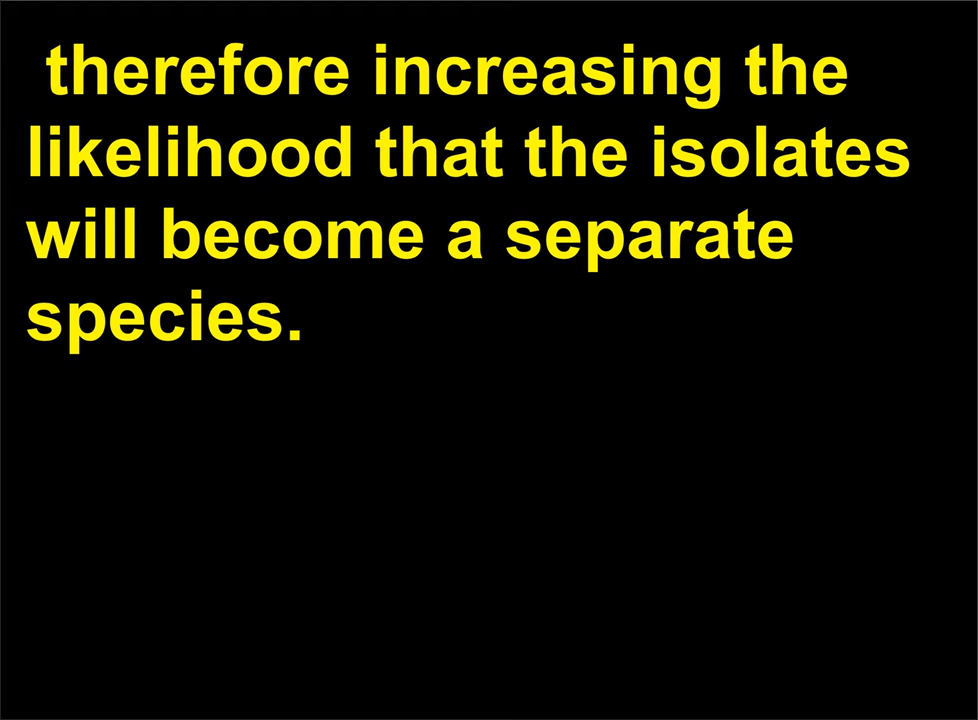 therefore increasing the
likelihood that the isolates
will become a separate
species.